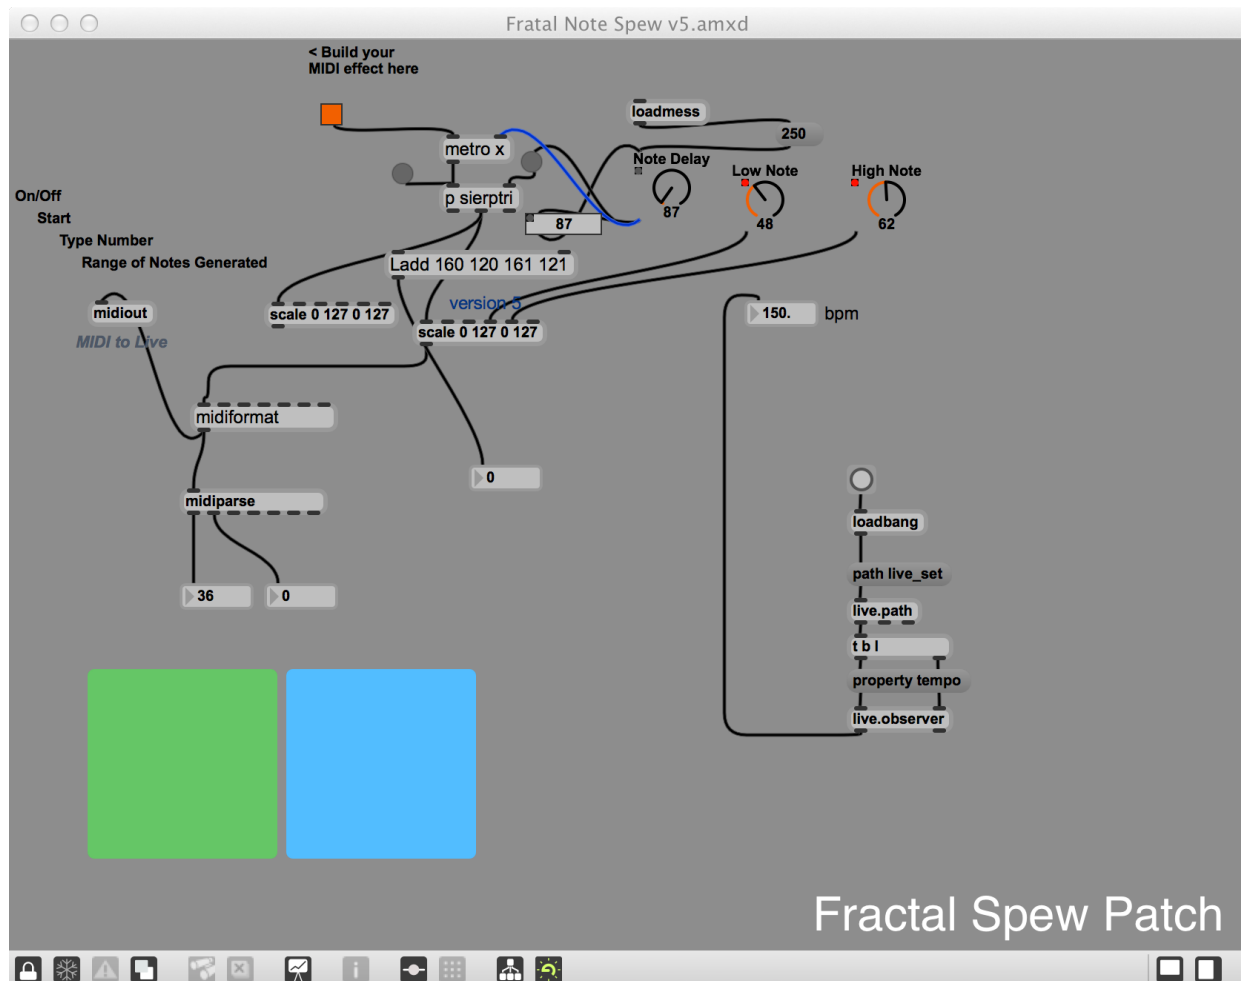 Fratal Note Spew v5.amxd
< Build your
MIDI effect here
loadmess
250
metro x
Note Delay
87
Low Note
48
High Note
62
p sierptri
87
On/Off
Start
Type Number
Range of Notes Generated
Ladd 160 120 161 121
version 5
midiout
MIDI to Live
scale 0 127 0 127
scale 0 127 0 127
150.
bpm
midiformat
0
midiparse
36
0
loadbang
path live_set
live.path
t b l
property tempo
live.observer
Fractal Spew Patch